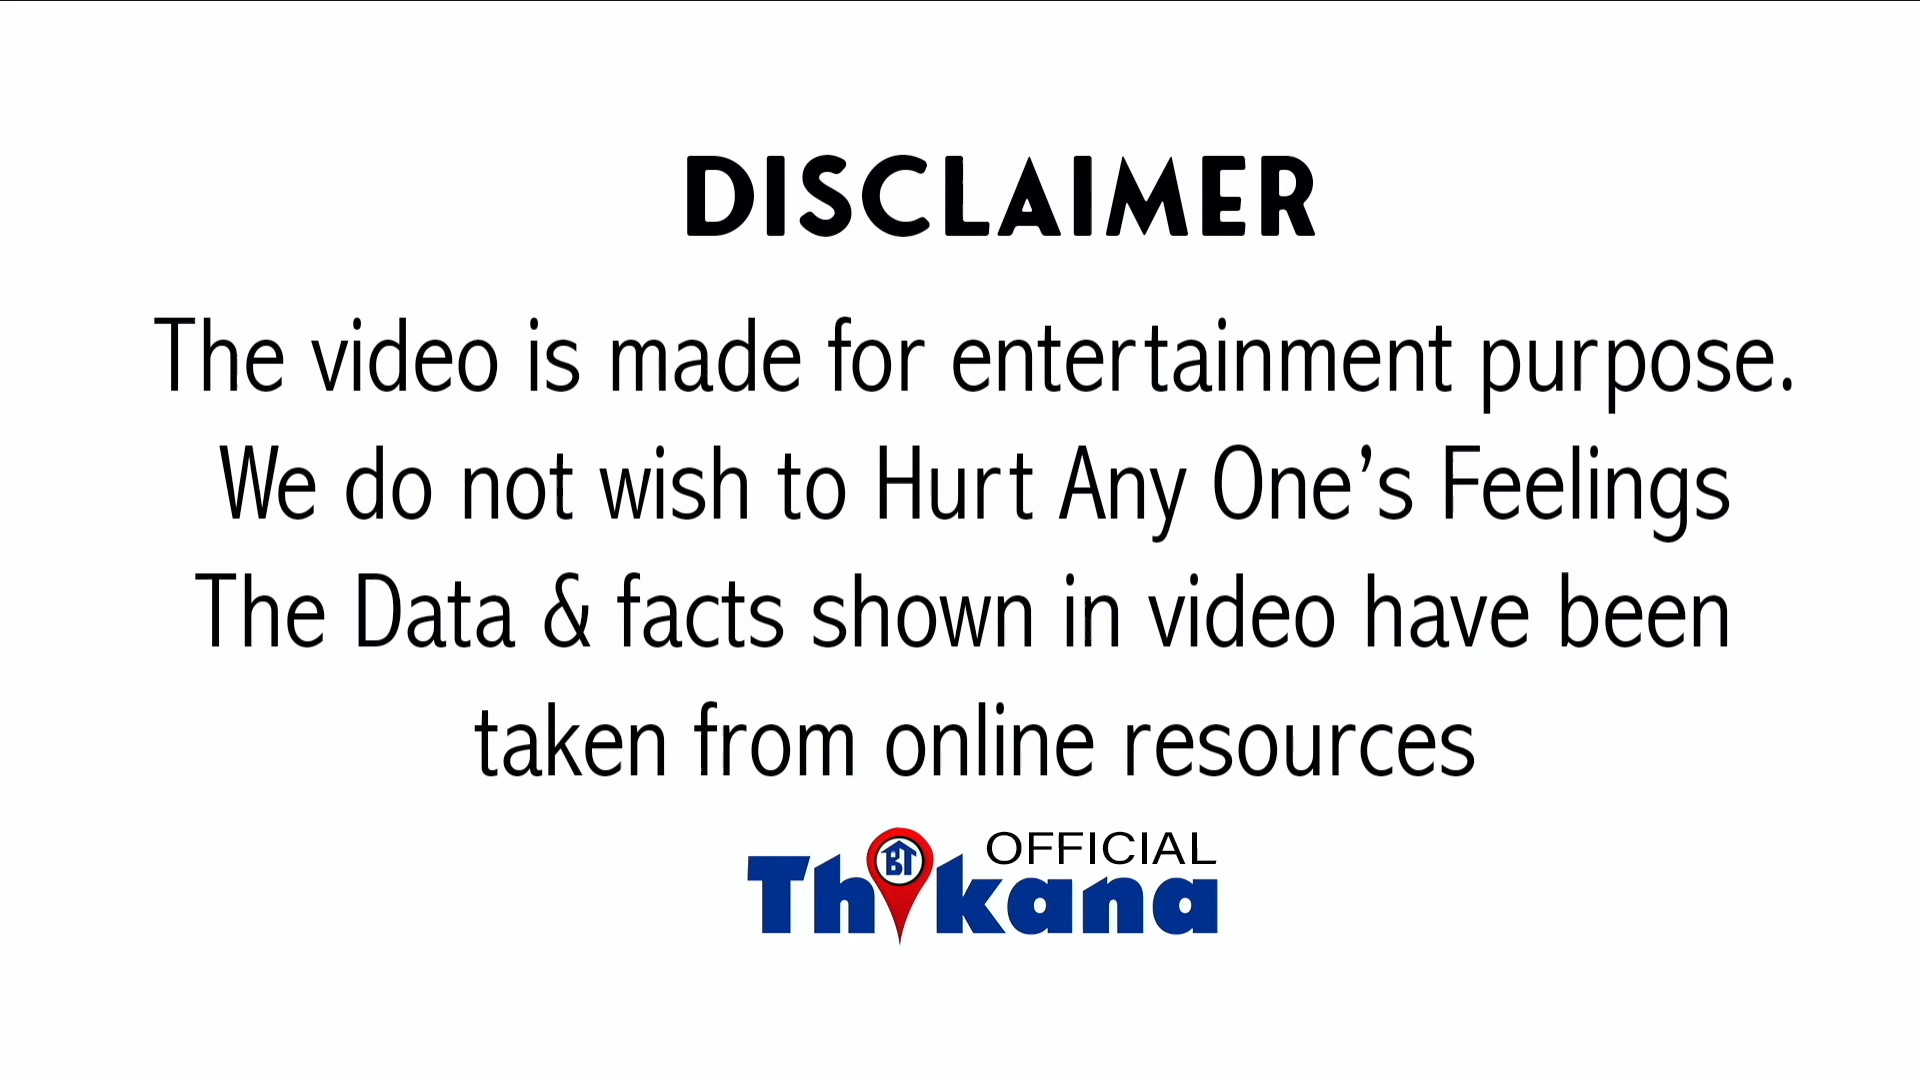 DISCLAIMER
The video is made for entertainment purpose.
We do not wish to Hurt Any One's Feelings
The Data & facts shown in video have been
taken from online resources
OFFICIAL
BT
Thikana